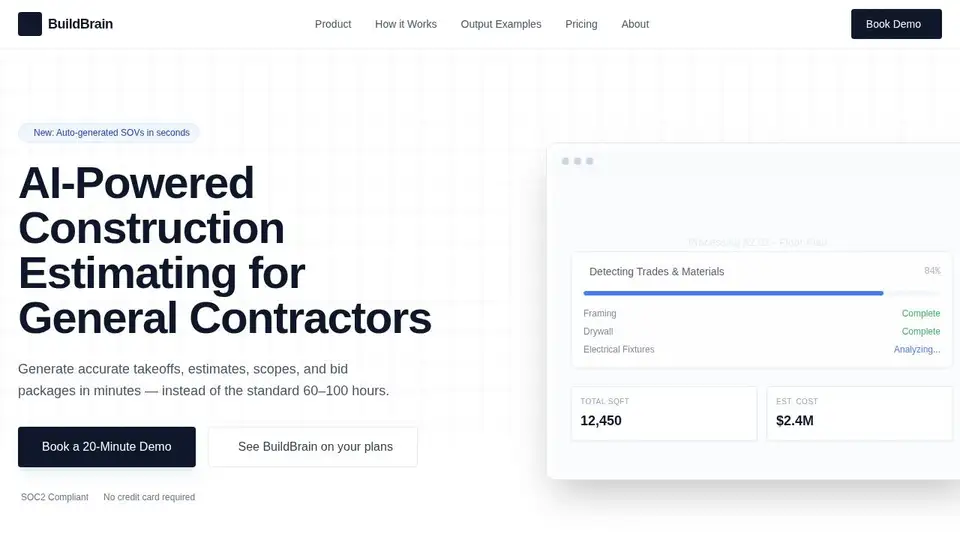 BuildBrain
Product
How it Works
Output Examples
Pricing
About
Book Demo
New: Auto-generated SOVs in seconds
AI-Powered
Construction
Estimating for
General Contractors
Generate accurate takeoffs, estimates, scopes, and bid
packages in minutes — instead of the standard 60–100 hours.
Book a 20-Minute Demo
See BuildBrain on your plans
SOC2 Compliant
No credit card required
Detecting Trades & Materials
84%
Framing
Complete
Drywall
Complete
Electrical Fixtures
Analyzing...
TOTAL SQFT
12,450
EST. COST
$2.4M